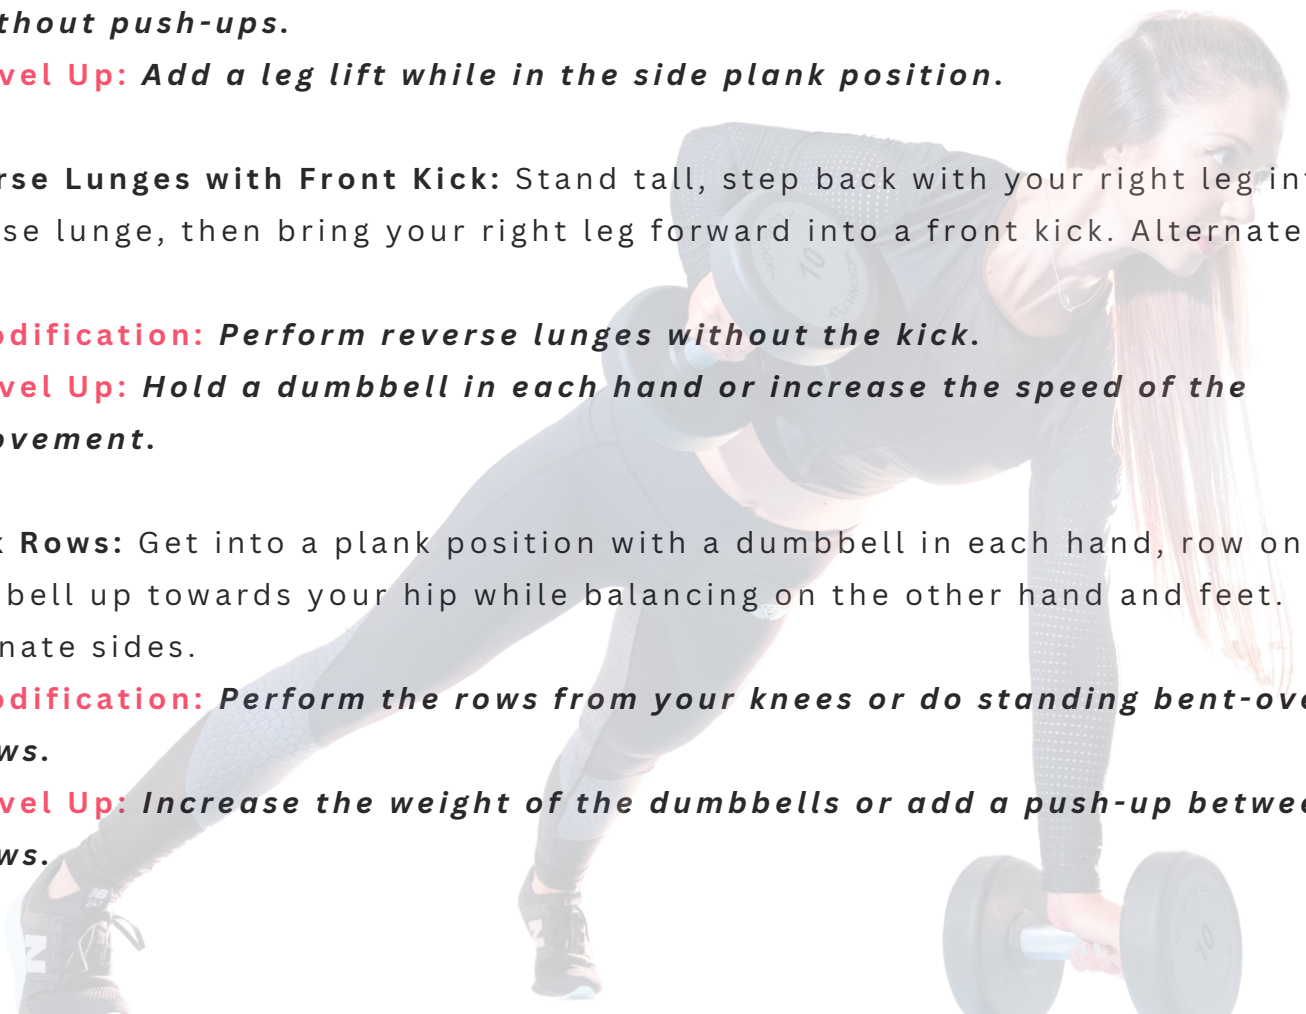 thout push-ups.
vel Up: Add a leg lift while in the side plank position.
rse Lunges with Front Kick: Stand tall, step back with your right leg in
se lunge, then bring your right leg forward into a front kick. Alternate
odification: Perform reverse lunges without the kick.
vel Up: Hold a dumbbell in each hand or increase the speed of the
ovement.
k Rows: Get into a plank position with a dumbbell in each hand, row on
bell up towards your hip while balancing on the other hand and feet.
nate sides.
odification: Perform the rows from your knees or do standing bent-ove
ws.
vel Up: Increase the weight of the dumbbells or add a push-up betwee
ws.
10
TECHNOGYM
NB
247
N
10